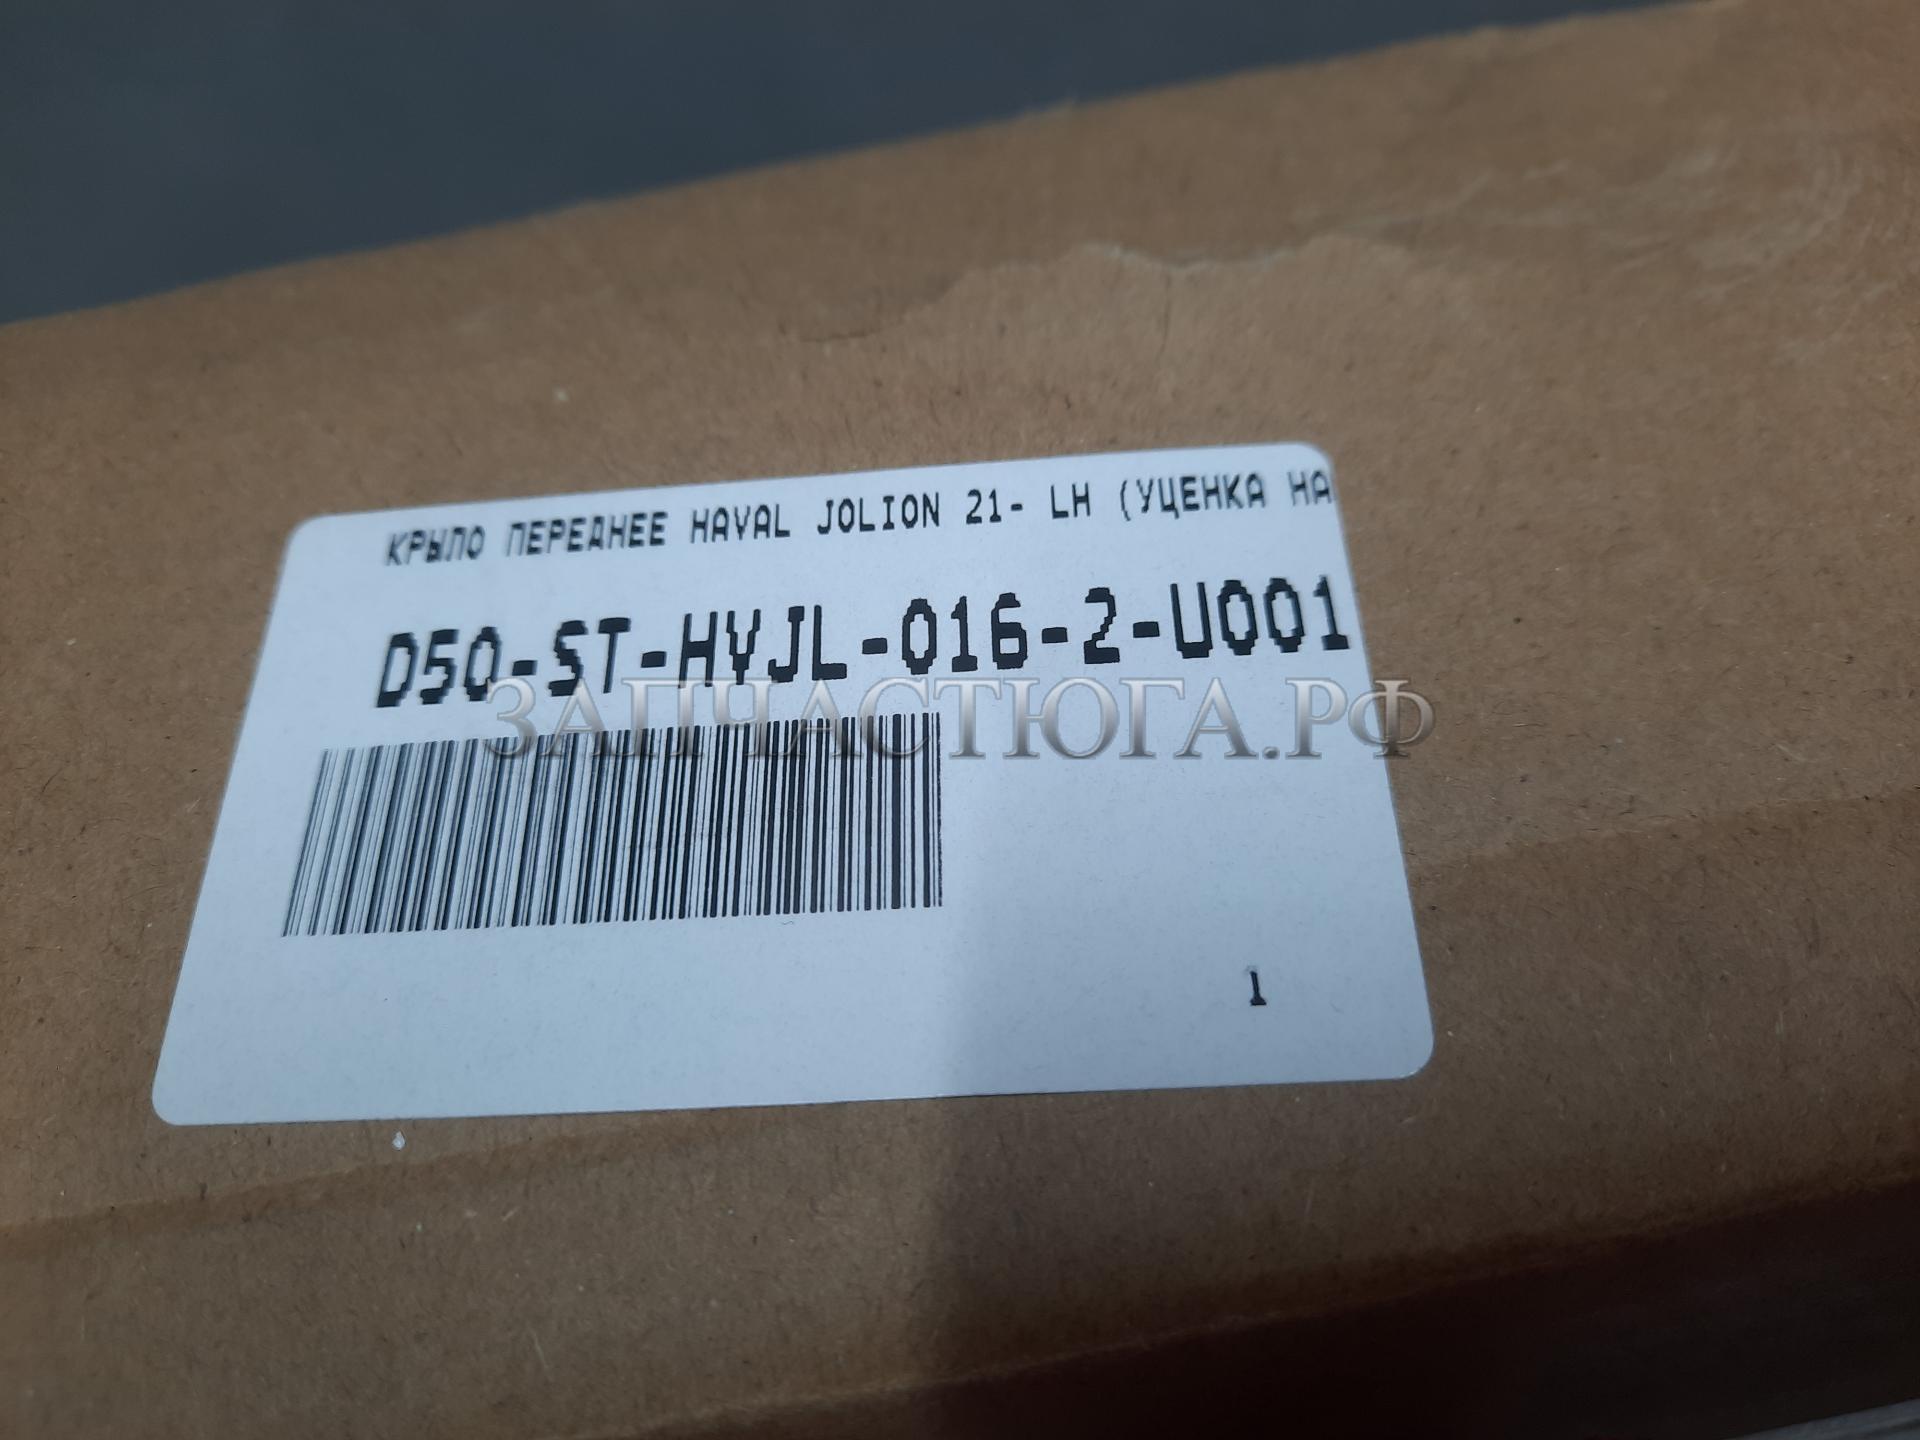 КРЫЛО ПЕРЕДНЕЕ HAVAL JOLION 21- LH (УЦЕНКА НА
D50-ST-HVJL-016-2-U001
ЗАПЧАСТЮГА.РФ
1